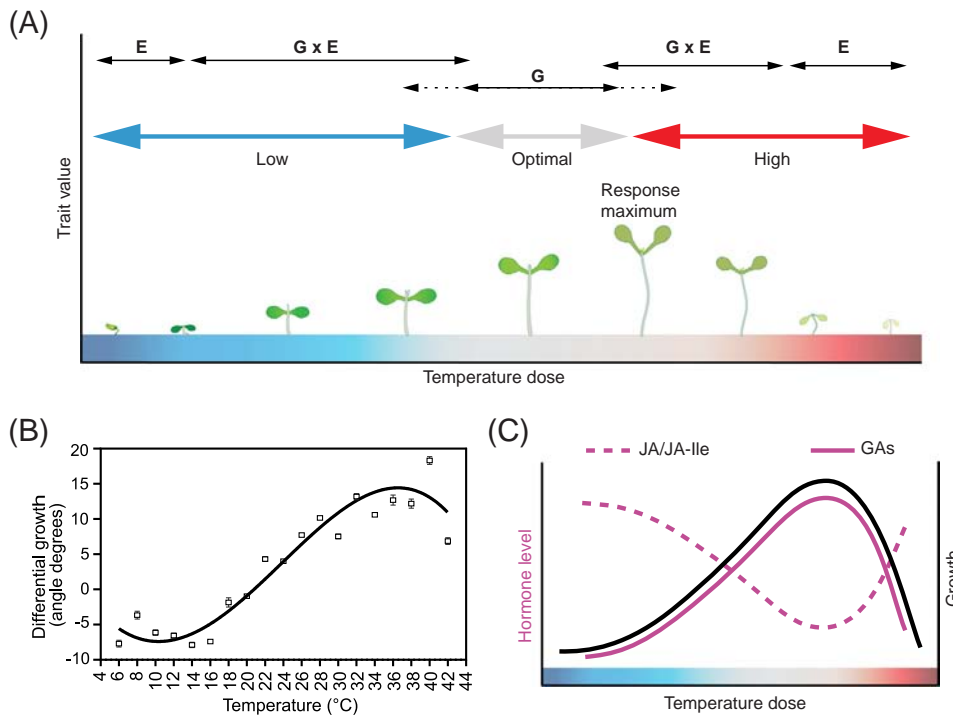 (A)
E
G x E
G x E
E
G
Low
Optimal
High
Response
maximum
Trait value
Temperature dose
(B)
20
15
10
5
0
-5
-10
Differential growth
(angle degrees)
4 6 8 10 12 14 16 18 20 22 24 26 28 30 32 34 36 38 40 42 44
Temperature (°C)
(C)
JA/JA-Ile
GAs
Hormone level
Growth
Temperature dose